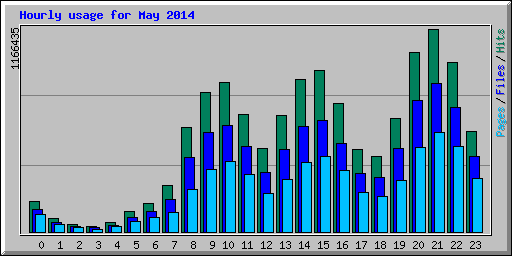 Hourly usage for May 2014
1166435
Pages/Files/Hits
0 1 2 3 4 5 6 7 8 9 10 11 12 13 14 15 16 17 18 19 20 21 22 23